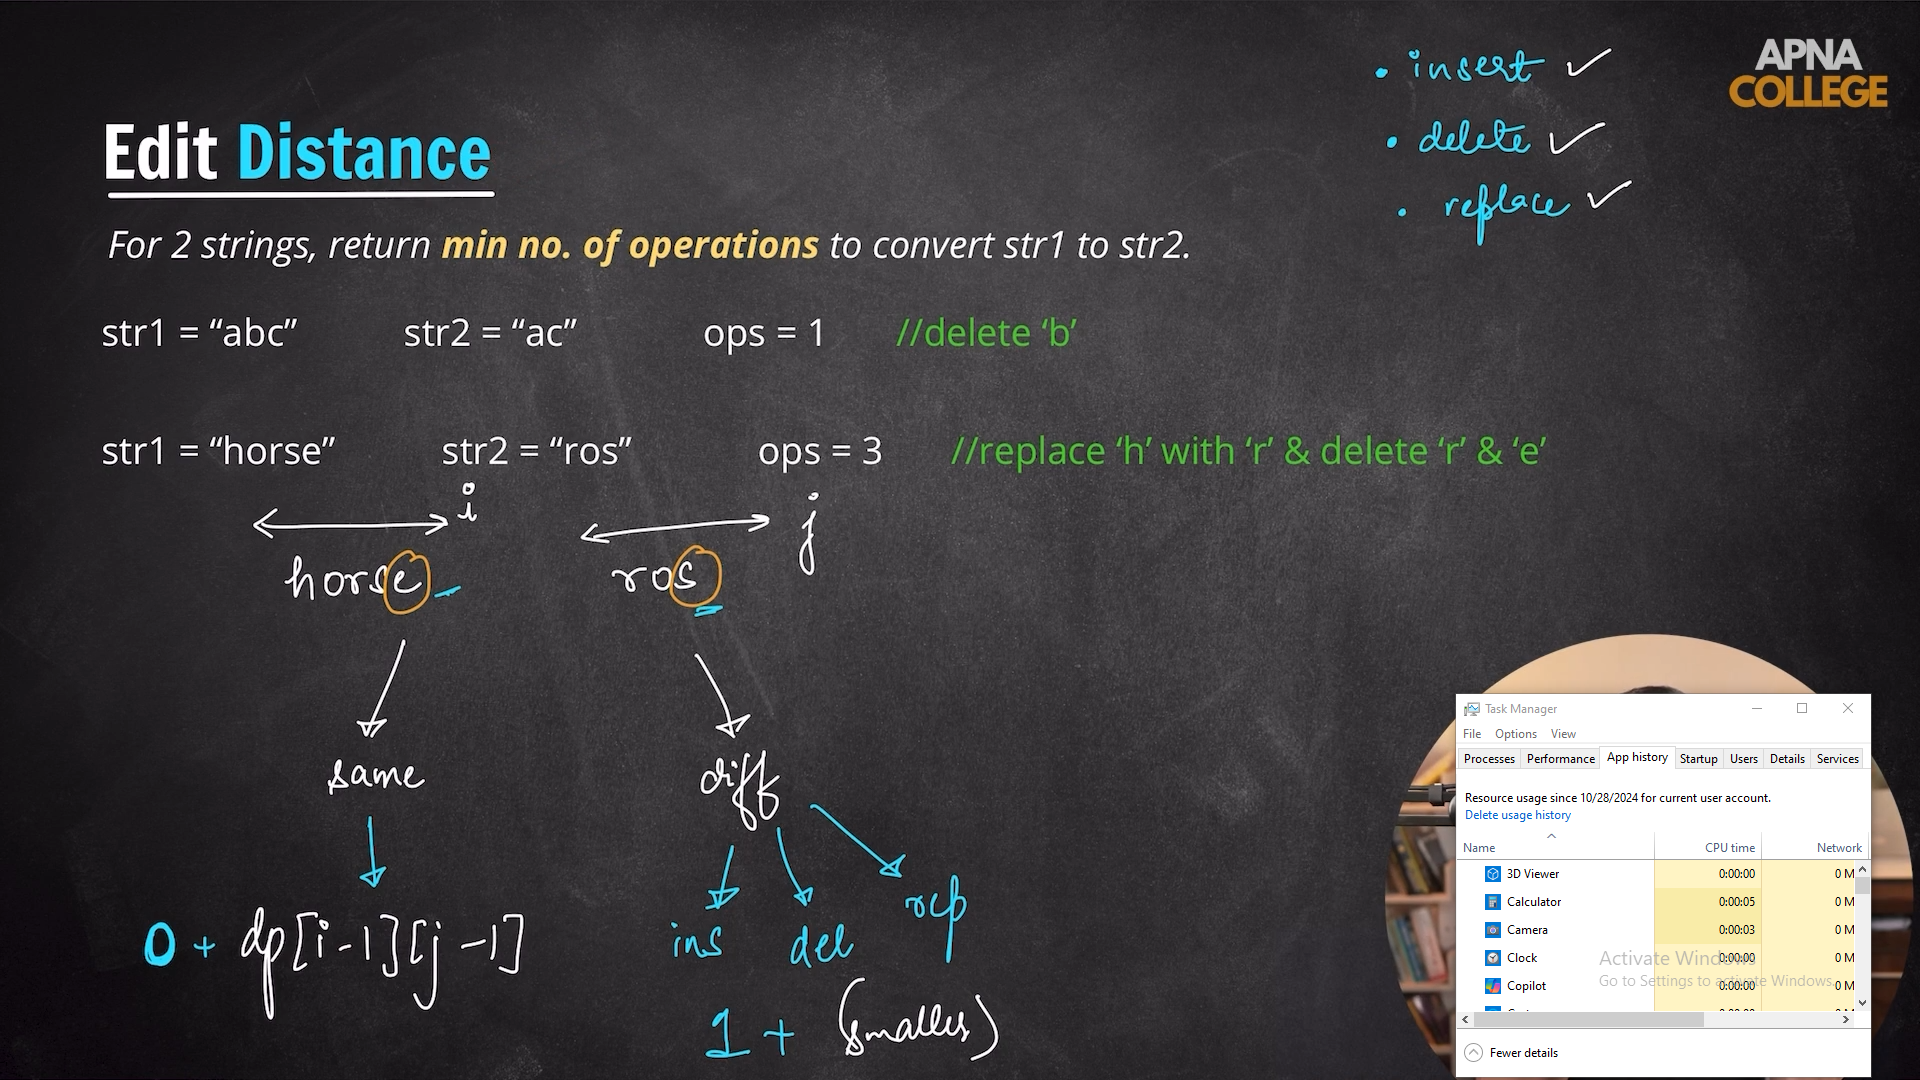 • insert ✓
APNA
COLLEGE
• delete ✓
Edit Distance
• replace ✓
For 2 strings, return min no. of operations to convert str1 to str2.
str1 = “abc” str2 = “ac” ops = 1 //delete ‘b’
str1 = “horse” str2 = “ros” ops = 3 //replace ‘h’ with ‘r’ & delete ‘r’ & ‘e’
i j
horse ros
same diff
ins del rep
0 + dp[i-1][j-1]
1 + (smaller)
Task Manager
File Options View
Processes Performance App history Startup Users Details Services
Resource usage since 10/28/2024 for current user account.
Delete usage history
Name CPU time Network
3D Viewer 0:00:00 0 M
Calculator 0:00:05 0 M
Camera 0:00:03 0 M
Clock 0:00:00 0 M
Copilot 0:00:00 0 M
Activate Windows
Go to Settings to activate Windows.
Fewer details